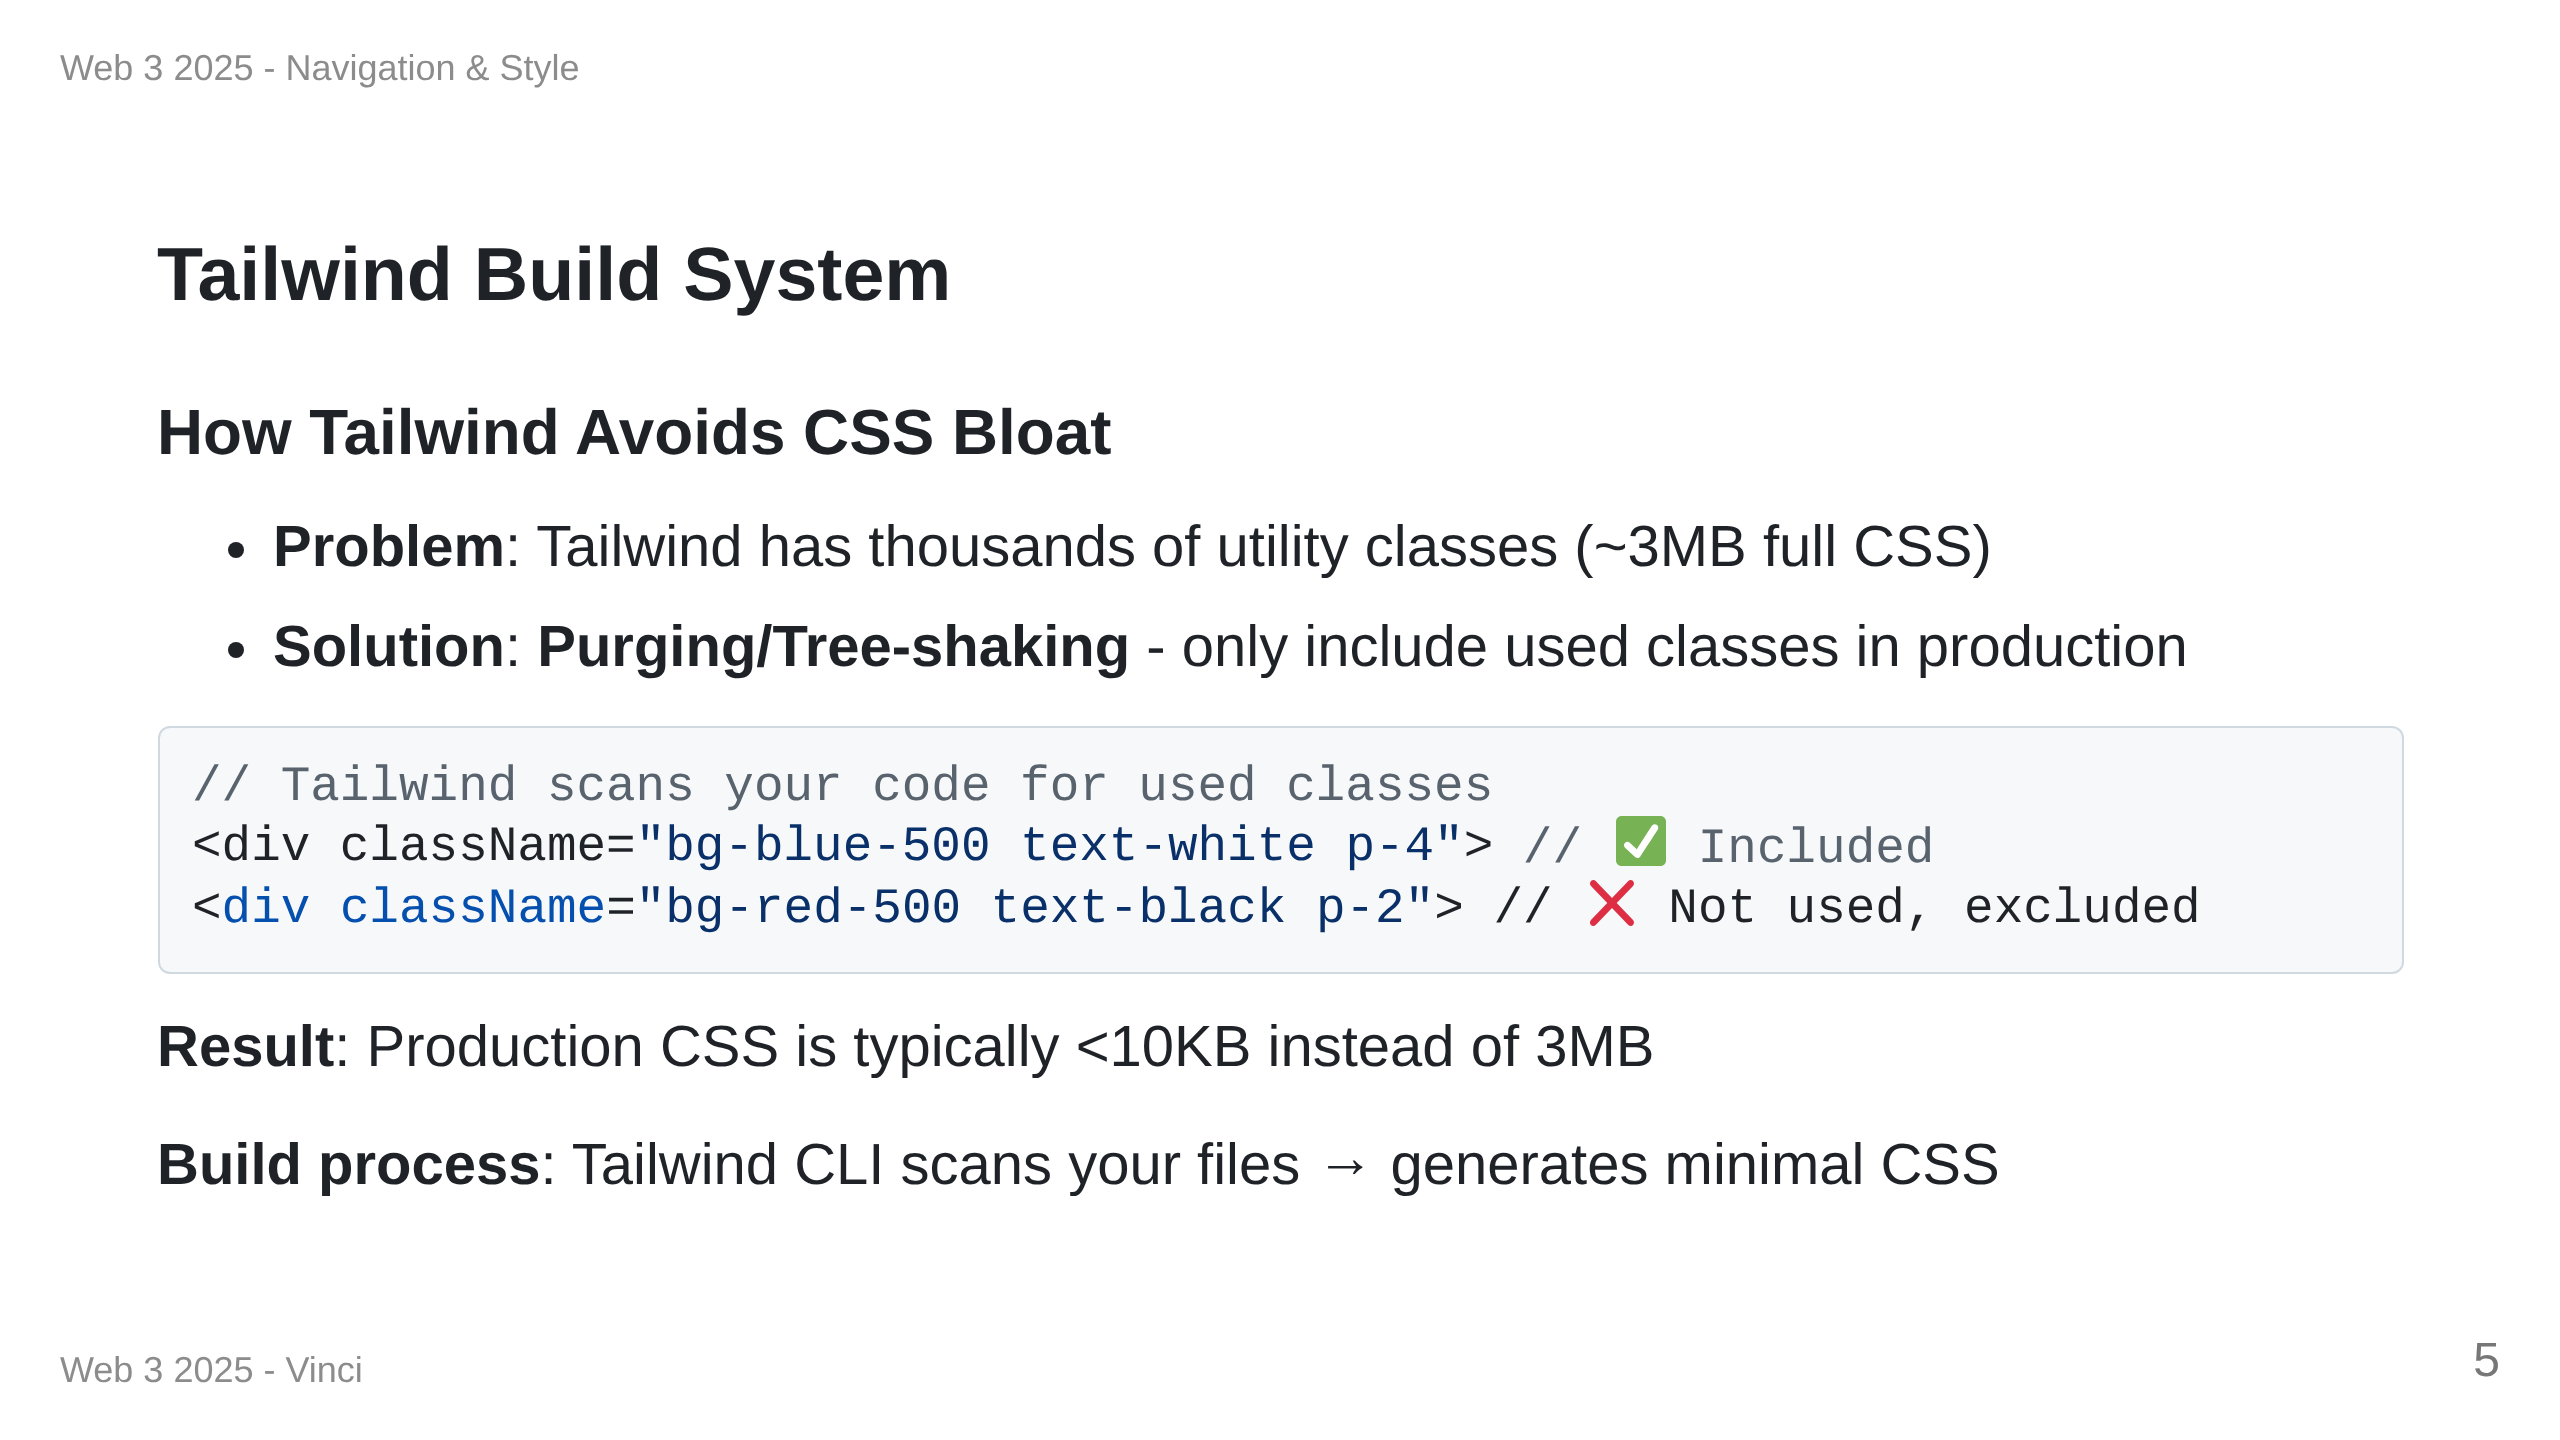 Web 3 2025 - Navigation & Style
Tailwind Build System
How Tailwind Avoids CSS Bloat
• Problem: Tailwind has thousands of utility classes (~3MB full CSS)
• Solution: Purging/Tree-shaking - only include used classes in production
// Tailwind scans your code for used classes
<div className="bg-blue-500 text-white p-4"> // ✅ Included
<div className="bg-red-500 text-black p-2"> // ❌ Not used, excluded
Result: Production CSS is typically <10KB instead of 3MB
Build process: Tailwind CLI scans your files → generates minimal CSS
Web 3 2025 - Vinci
5